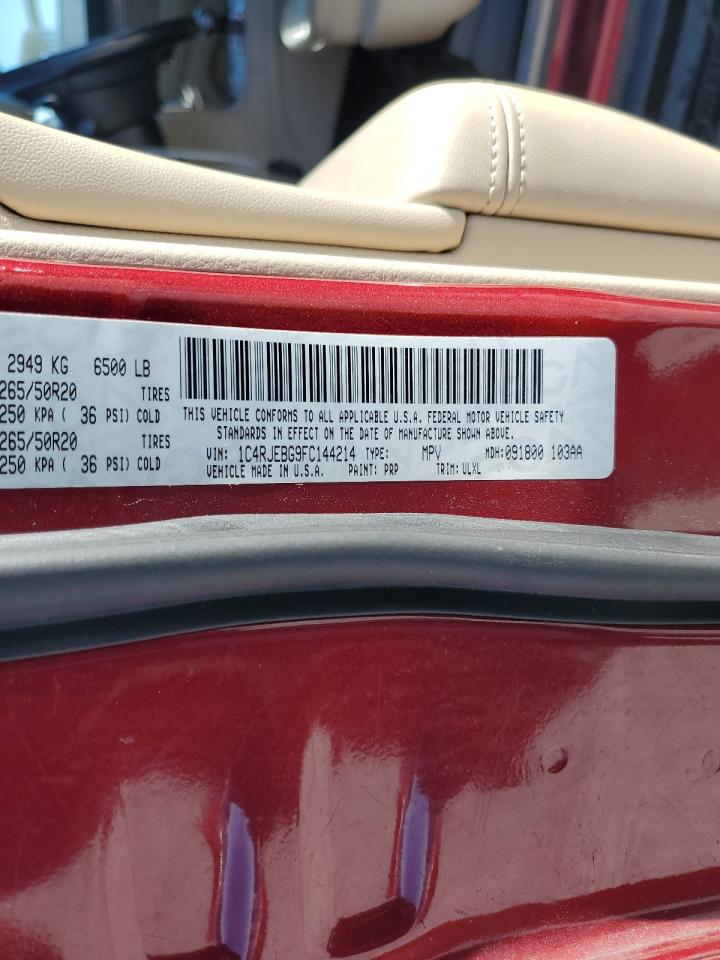 2949 KG 6500 LB
265/50R20 TIRES
250 KPA ( 36 PSI) COLD
265/50R20 TIRES
250 KPA ( 36 PSI) COLD
THIS VEHICLE CONFORMS TO ALL APPLICABLE U.S.A. FEDERAL MOTOR VEHICLE SAFETY
STANDARDS IN EFFECT ON THE DATE OF MANUFACTURE SHOWN ABOVE.
VIN: 1C4RJEBG9FC144214 TYPE: MPV MDH:091800 103AA
VEHICLE MADE IN U.S.A. PAINT: PRP TRIM: ULXL